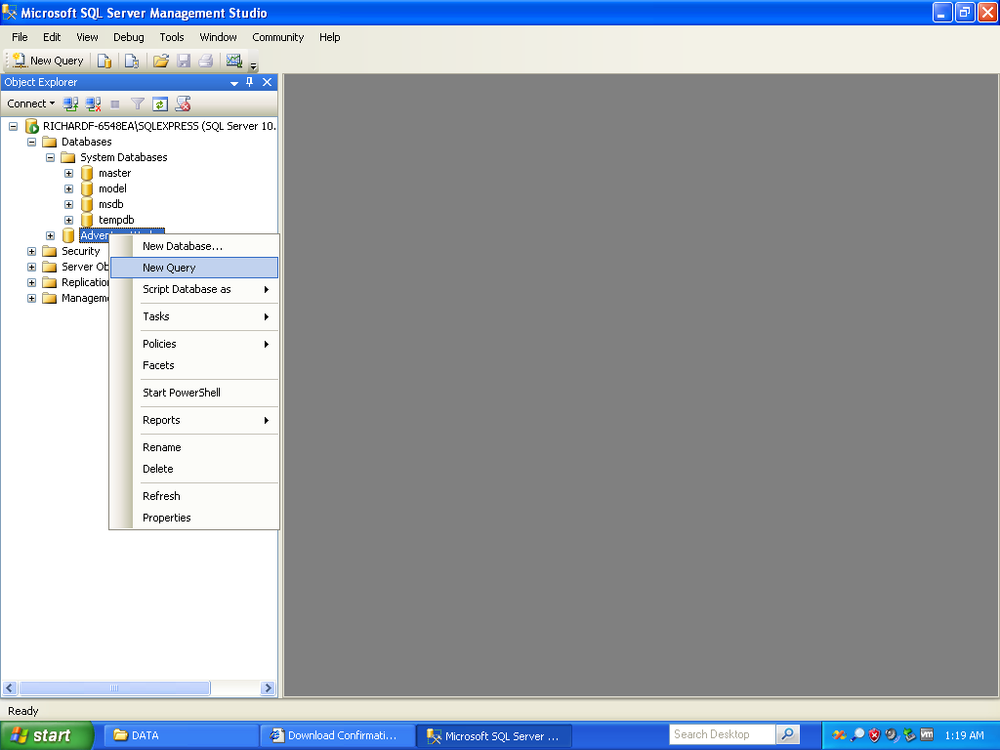 Microsoft SQL Server Management Studio
File Edit View Debug Tools Window Community Help
New Query
Object Explorer
Connect
RICHARDF-6548EA\SQLEXPRESS (SQL Server 10.
Databases
System Databases
master
model
msdb
tempdb
Security
Server Ob
Replication
Managem
New Database...
New Query
Script Database as
Tasks
Policies
Facets
Start PowerShell
Reports
Rename
Delete
Refresh
Properties
Ready
start DATA Download Confirmati... Microsoft SQL Server ... Search Desktop 1:19 AM